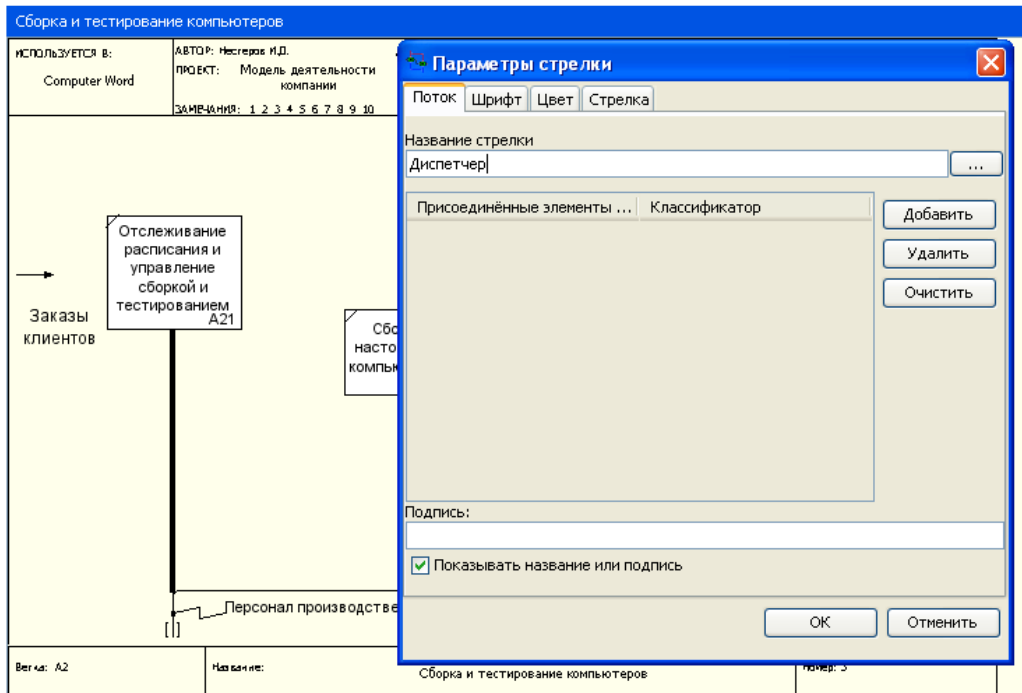 Сборка и тестирование компьютеров
ИСПОЛЬЗУЕТСЯ В:
Computer Word
АВТОР: Нестеров И.Д.
ПРОЕКТ: Модель деятельности
компании
ЗАМЕЧАНИЯ: 1 2 3 4 5 6 7 8 9 10
Параметры стрелки
Поток
Шрифт
Цвет
Стрелка
Название стрелки
Диспетчер
...
Присоединённые элементы ...
Классификатор
Добавить
Удалить
Очистить
Отслеживание
расписания и
управление
сборкой и
тестированием
A21
Заказы
клиентов
Сбо
насто
компью
Подпись:
Показывать название или подпись
Персонал производстве
OK
Отменить
Ветка: A2
Название:
Сборка и тестирование компьютеров
Номер: 3